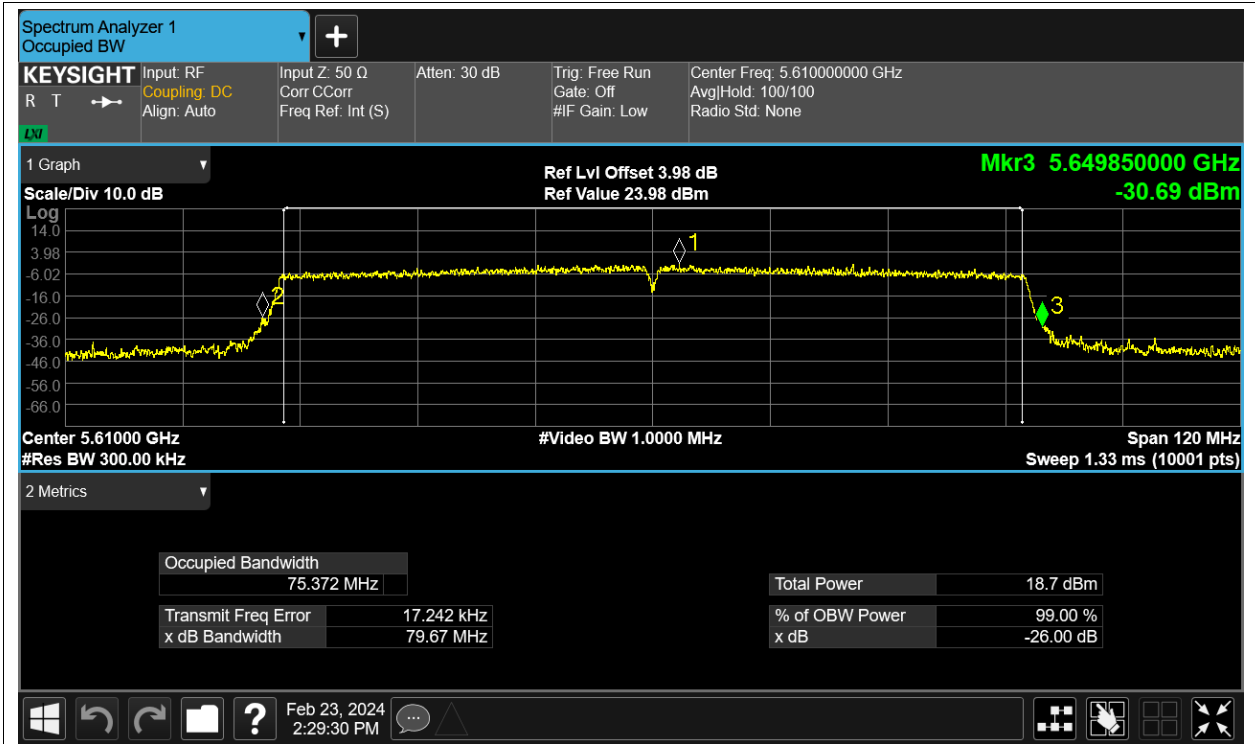 Spectrum Analyzer 1
Occupied BW
KEYSIGHT
R T
LXI
Input: RF
Coupling: DC
Align: Auto
Input Z: 50 Ω
Corr CCorr
Freq Ref: Int (S)
Atten: 30 dB
Trig: Free Run
Gate: Off
#IF Gain: Low
Center Freq: 5.610000000 GHz
Avg|Hold: 100/100
Radio Std: None
1 Graph
Scale/Div 10.0 dB
Ref Lvl Offset 3.98 dB
Ref Value 23.98 dBm
Mkr3 5.649850000 GHz
-30.69 dBm
Log
14.0
3.98
-6.02
-16.0
-26.0
-36.0
-46.0
-56.0
-66.0
1
2
3
Center 5.61000 GHz
#Res BW 300.00 kHz
#Video BW 1.0000 MHz
Span 120 MHz
Sweep 1.33 ms (10001 pts)
2 Metrics
Occupied Bandwidth
75.372 MHz
Transmit Freq Error 17.242 kHz
x dB Bandwidth 79.67 MHz
Total Power 18.7 dBm
% of OBW Power 99.00 %
x dB -26.00 dB
?
Feb 23, 2024
2:29:30 PM